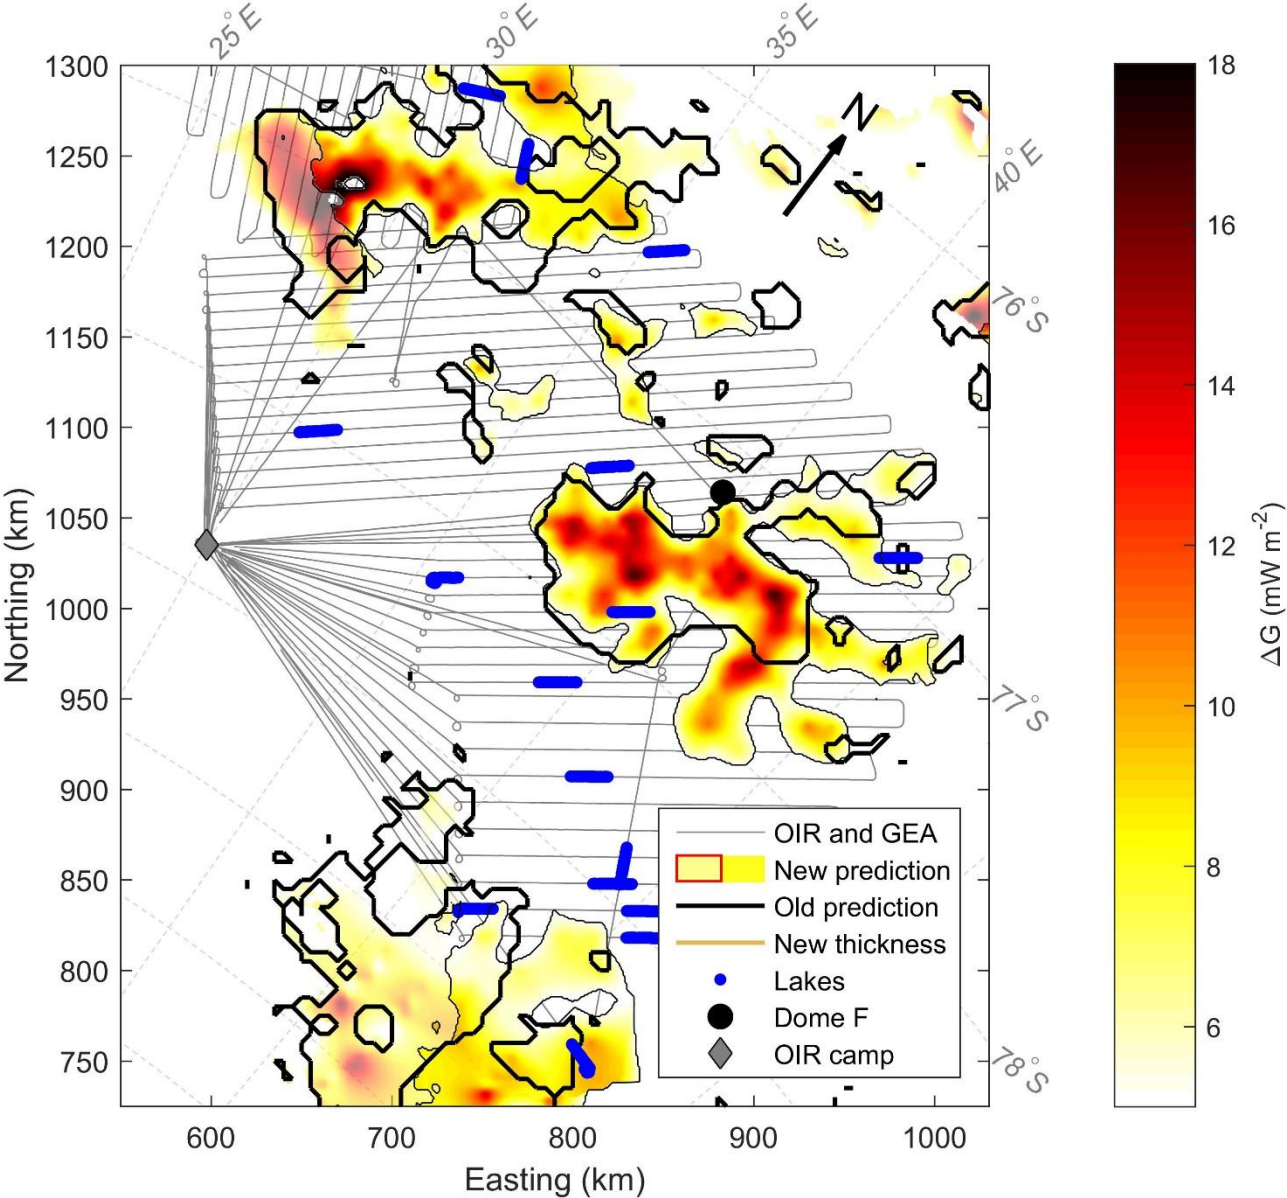 25°E
30°E
35°E
40°E
76°S
77°S
78°S
N
1300
1250
1200
1150
1100
1050
1000
950
900
850
800
750
Northing (km)
600
700
800
900
1000
Easting (km)
OIR and GEA
New prediction
Old prediction
New thickness
Lakes
Dome F
OIR camp
18
16
14
12
10
8
6
ΔG (mW m⁻²)